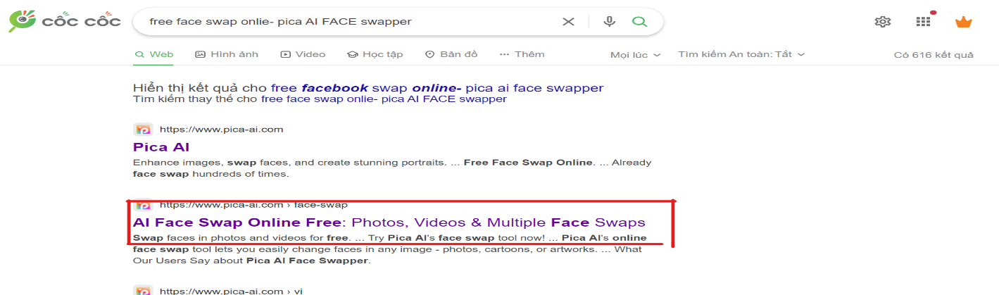 cốc cốc
free face swap onlie- pica AI FACE swapper
Web Hình ảnh Video Học tập Bản đồ Thêm Mọi lúc Tìm kiếm An toàn: Tắt Có 616 kết quả
Hiển thị kết quả cho free facebook swap online- pica ai face swapper
Tìm kiếm thay thế cho free face swap onlie- pica AI FACE swapper
https://www.pica-ai.com
Pica AI
Enhance images, swap faces, and create stunning portraits. ... Free Face Swap Online. ... Already
face swap hundreds of times.
https://www.pica-ai.com › face-swap
AI Face Swap Online Free: Photos, Videos & Multiple Face Swaps
Swap faces in photos and videos for free. ... Try Pica AI's face swap tool now! ... Pica AI's online
face swap tool lets you easily change faces in any image - photos, cartoons, or artworks. ... What
Our Users Say about Pica AI Face Swapper.
https://www.pica-ai.com › vi